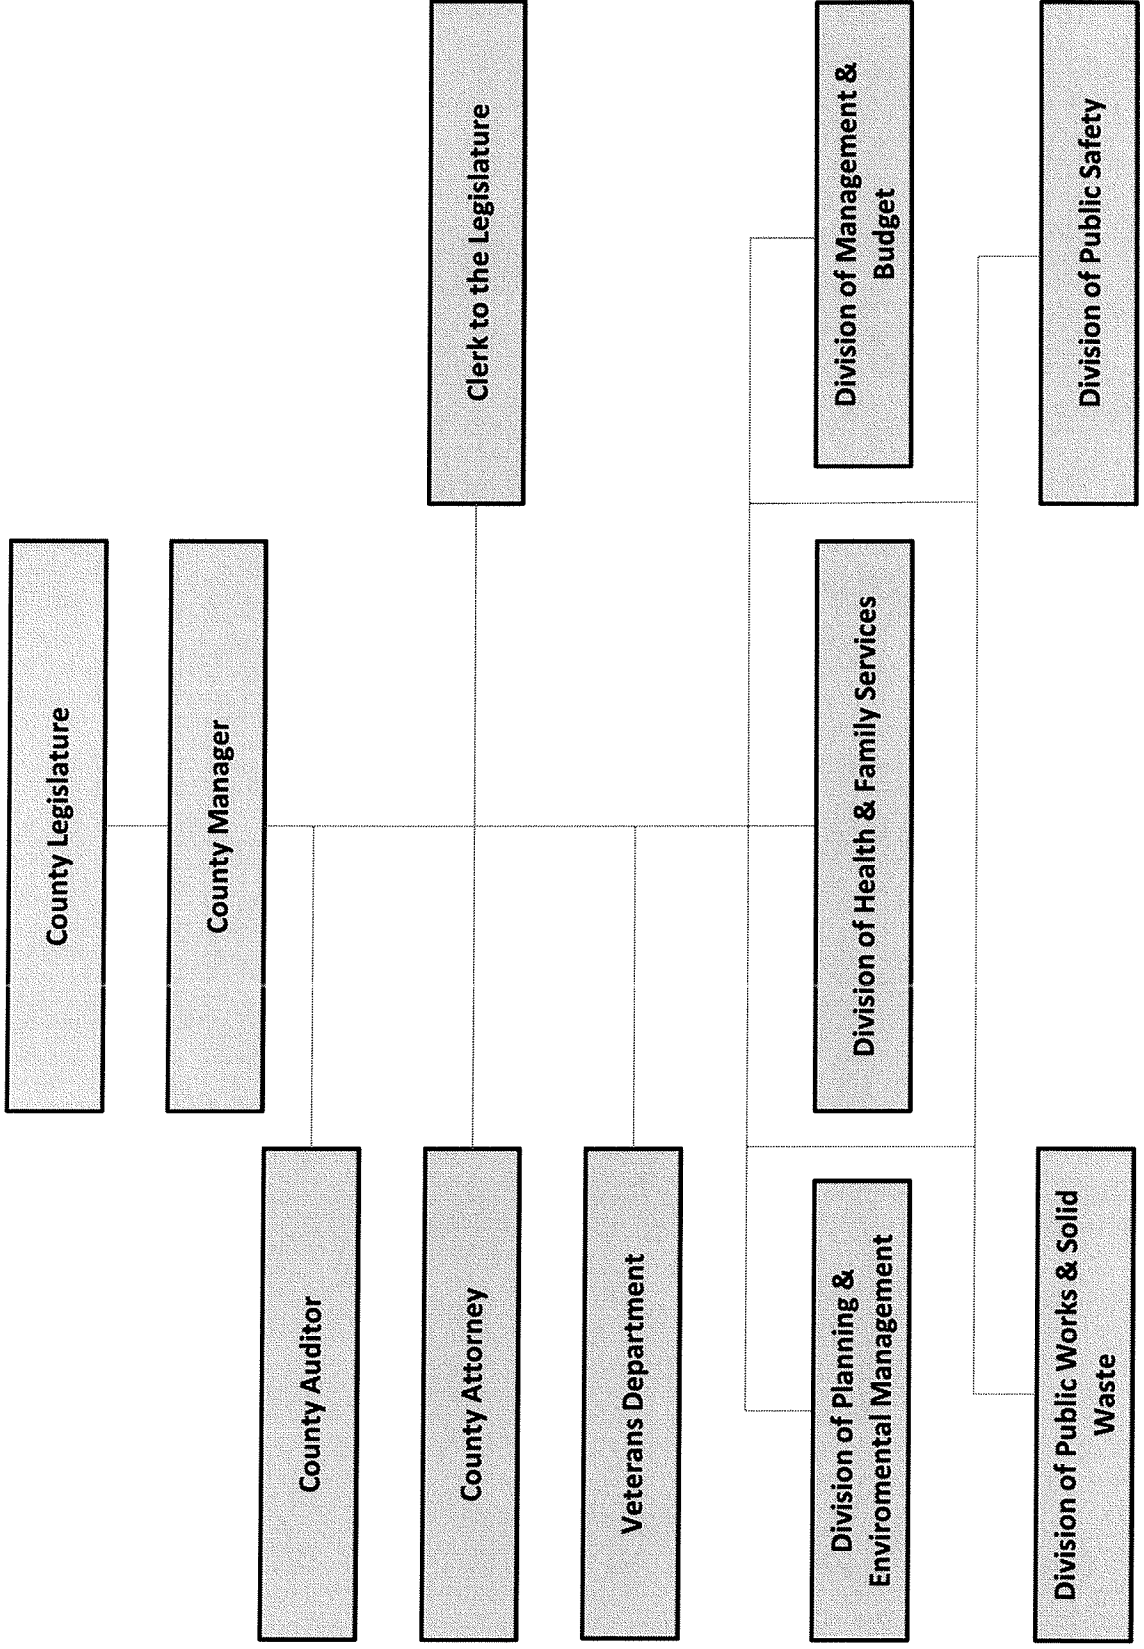 County Legislature
County Manager
County Auditor
County Attorney
Clerk to the Legislature
Veterans Department
Division of Planning &
Enviromental Management
Division of Health & Family Services
Division of Management &
Budget
Division of Public Works & Solid
Waste
Division of Public Safety